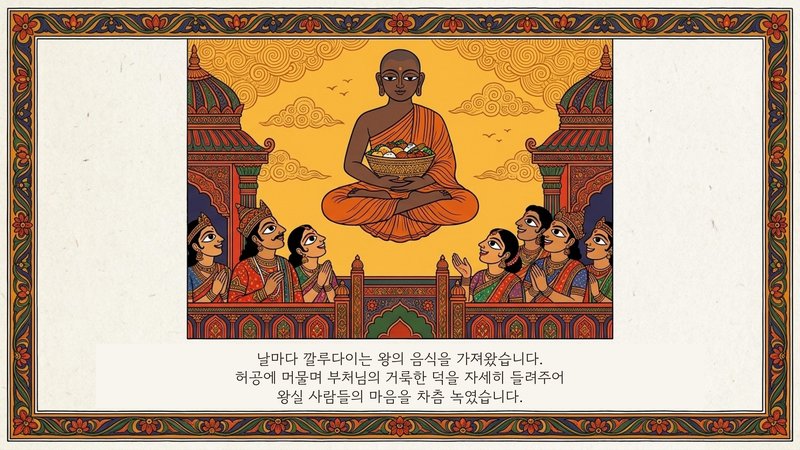 날마다 깔루다이는 왕의 음식을 가져왔습니다.
허공에 머물며 부처님의 거룩한 덕을 자세히 들려주어
왕실 사람들의 마음을 차츰 녹였습니다.